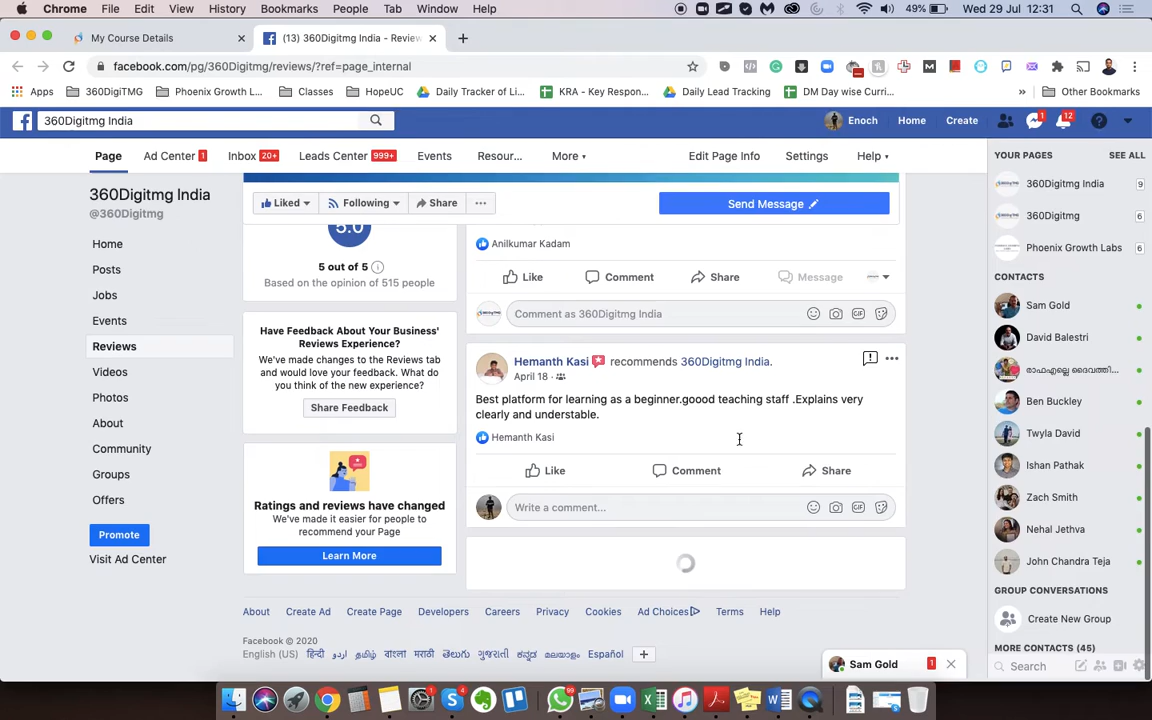 Chrome File Edit View History Bookmarks People Tab Window Help 49% Wed 29 Jul 12:31
My Course Details (13) 360Digitmg India - Review
facebook.com/pg/360Digitmg/reviews/?ref=page_internal
Apps 360DigiTMG Phoenix Growth L... Classes HopeUC Daily Tracker of Li... KRA - Key Respon... Daily Lead Tracking DM Day wise Curri... » Other Bookmarks
360Digitmg India Enoch Home Create 1 12
Page Ad Center 1 Inbox 20+ Leads Center 999+ Events Resour... More Edit Page Info Settings Help
360Digitmg India
@360Digitmg
Home
Posts
Jobs
Events
Reviews
Videos
Photos
About
Community
Groups
Offers
Promote
Visit Ad Center
Liked Following Share ... Send Message
5.0
5 out of 5
Based on the opinion of 515 people
Have Feedback About Your Business'
Reviews Experience?
We've made changes to the Reviews tab
and would love your feedback. What
do you think of the new experience?
Share Feedback
Ratings and reviews have changed
We've made it easier for people to
recommend your Page
Learn More
Anilkumar Kadam
Like Comment Share Message
Comment as 360Digitmg India
Hemanth Kasi recommends 360Digitmg India.
April 18
Best platform for learning as a beginner.goood teaching staff .Explains very
clearly and understable.
Hemanth Kasi
Like Comment Share
Write a comment...
About Create Ad Create Page Developers Careers Privacy Cookies Ad Choices Terms Help
Facebook © 2020
English (US) हिन्दी اردو தமிழ் বাংলা मराठी తెలుగు ગુજરાતી ಕನ್ನಡ മലയാളം Español +
YOUR PAGES SEE ALL
360Digitmg India 9
360Digitmg 6
Phoenix Growth Labs 6
CONTACTS
Sam Gold
David Balestri
രാഫഎല്ലെ ദൈവത്തി...
Ben Buckley
Twyla David
Ishan Pathak
Zach Smith
Nehal Jethva
John Chandra Teja
GROUP CONVERSATIONS
Create New Group
MORE CONTACTS (45)
Search
Sam Gold 1